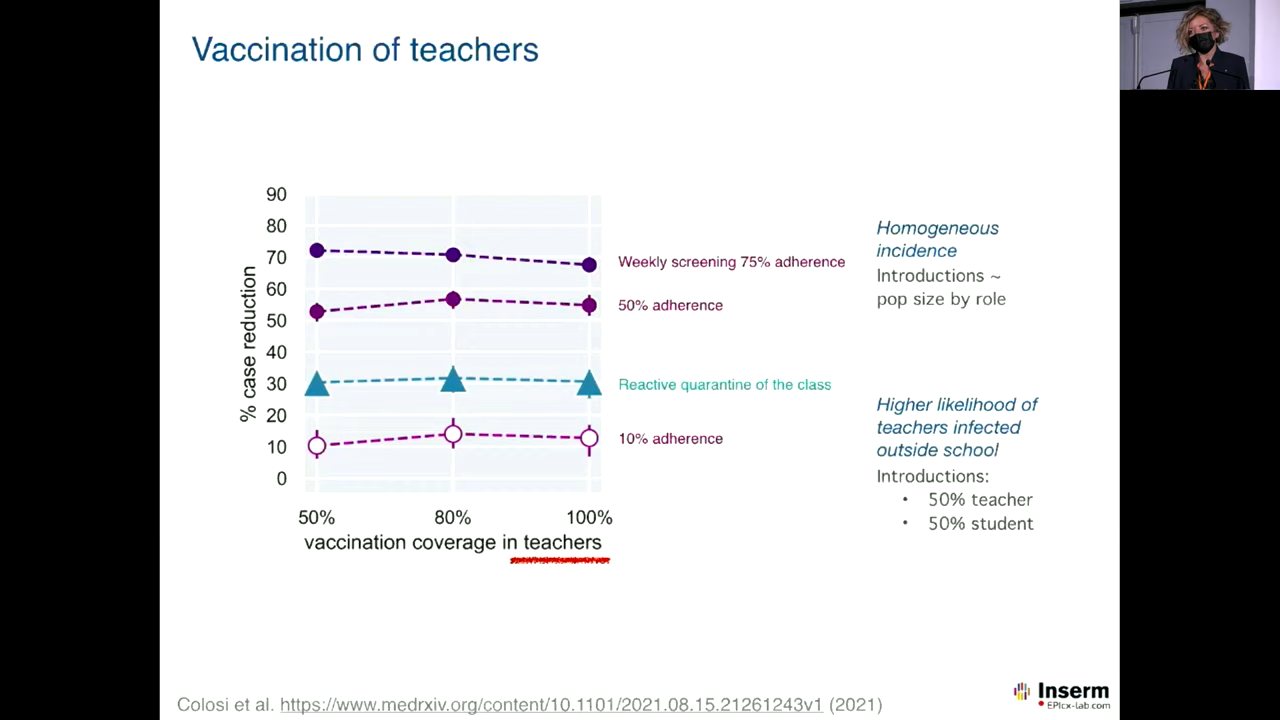 Vaccination of teachers
90
80
70
60
50
40
30
20
10
0
% case reduction
50%
80%
100%
vaccination coverage in teachers
Weekly screening 75% adherence
50% adherence
Reactive quarantine of the class
10% adherence
Homogeneous
incidence
Introductions ~
pop size by role
Higher likelihood of
teachers infected
outside school
Introductions:
• 50% teacher
• 50% student
Colosi et al. https://www.medrxiv.org/content/10.1101/2021.08.15.21261243v1 (2021)
Inserm
EPIcx-lab.com